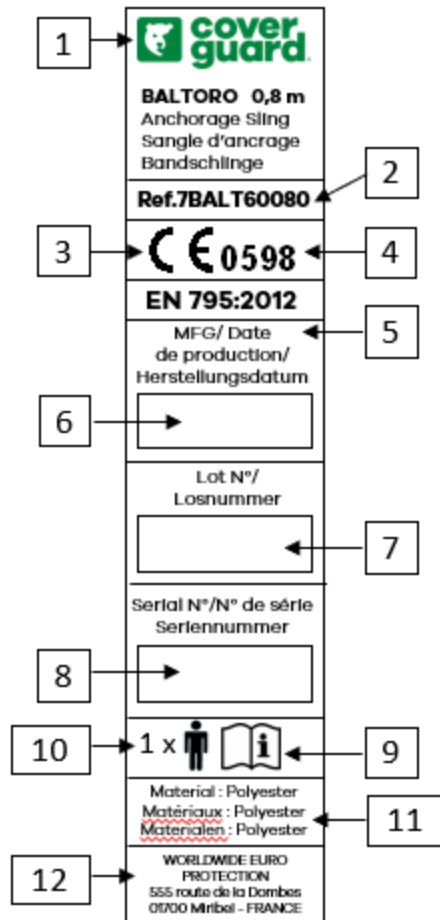 1
cover
guard
BALTORO 0,8 m
Anchorage Sling
Sangle d'ancrage
Bandschlinge
2
Ref.7BALT60080
3
CE 0598
4
EN 795:2012
5
MFG/ Date
de production/
Herstellungsdatum
6
Lot N°/
Losnummer
7
Serial N°/N° de série
Seriennummer
8
10
1 x
9
Material : Polyester
Matériaux : Polyester
Materialen : Polyester
11
12
WORLDWIDE EURO
PROTECTION
555 route de la Dombes
01700 Miribel - FRANCE